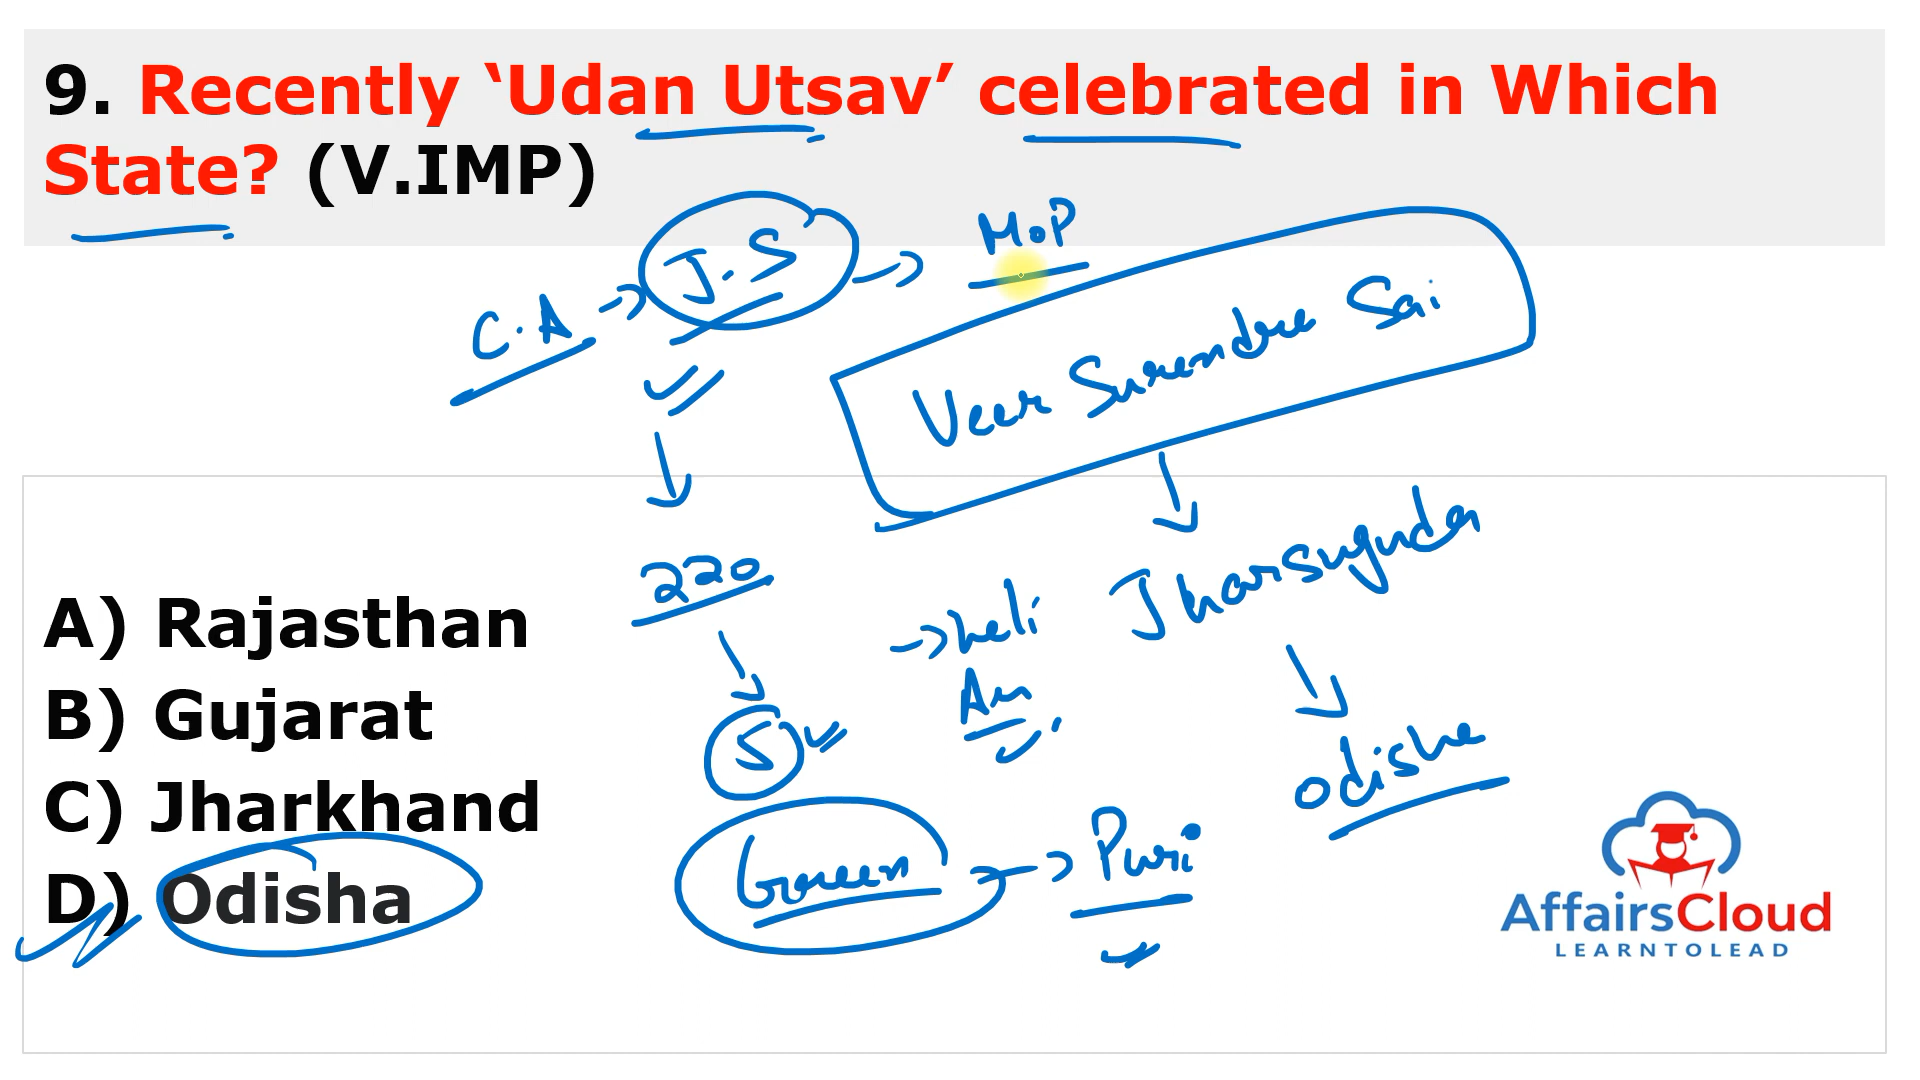 9. Recently ‘Udan Utsav’ celebrated in Which
State? (V.IMP)
C.A → J.S → MoP
Veer Surendra Sai
220
→ heli
Jharsuguda
S
odisha
Green → Puri
A) Rajasthan
B) Gujarat
C) Jharkhand
D) Odisha
AffairsCloud
LEARNTOLEAD